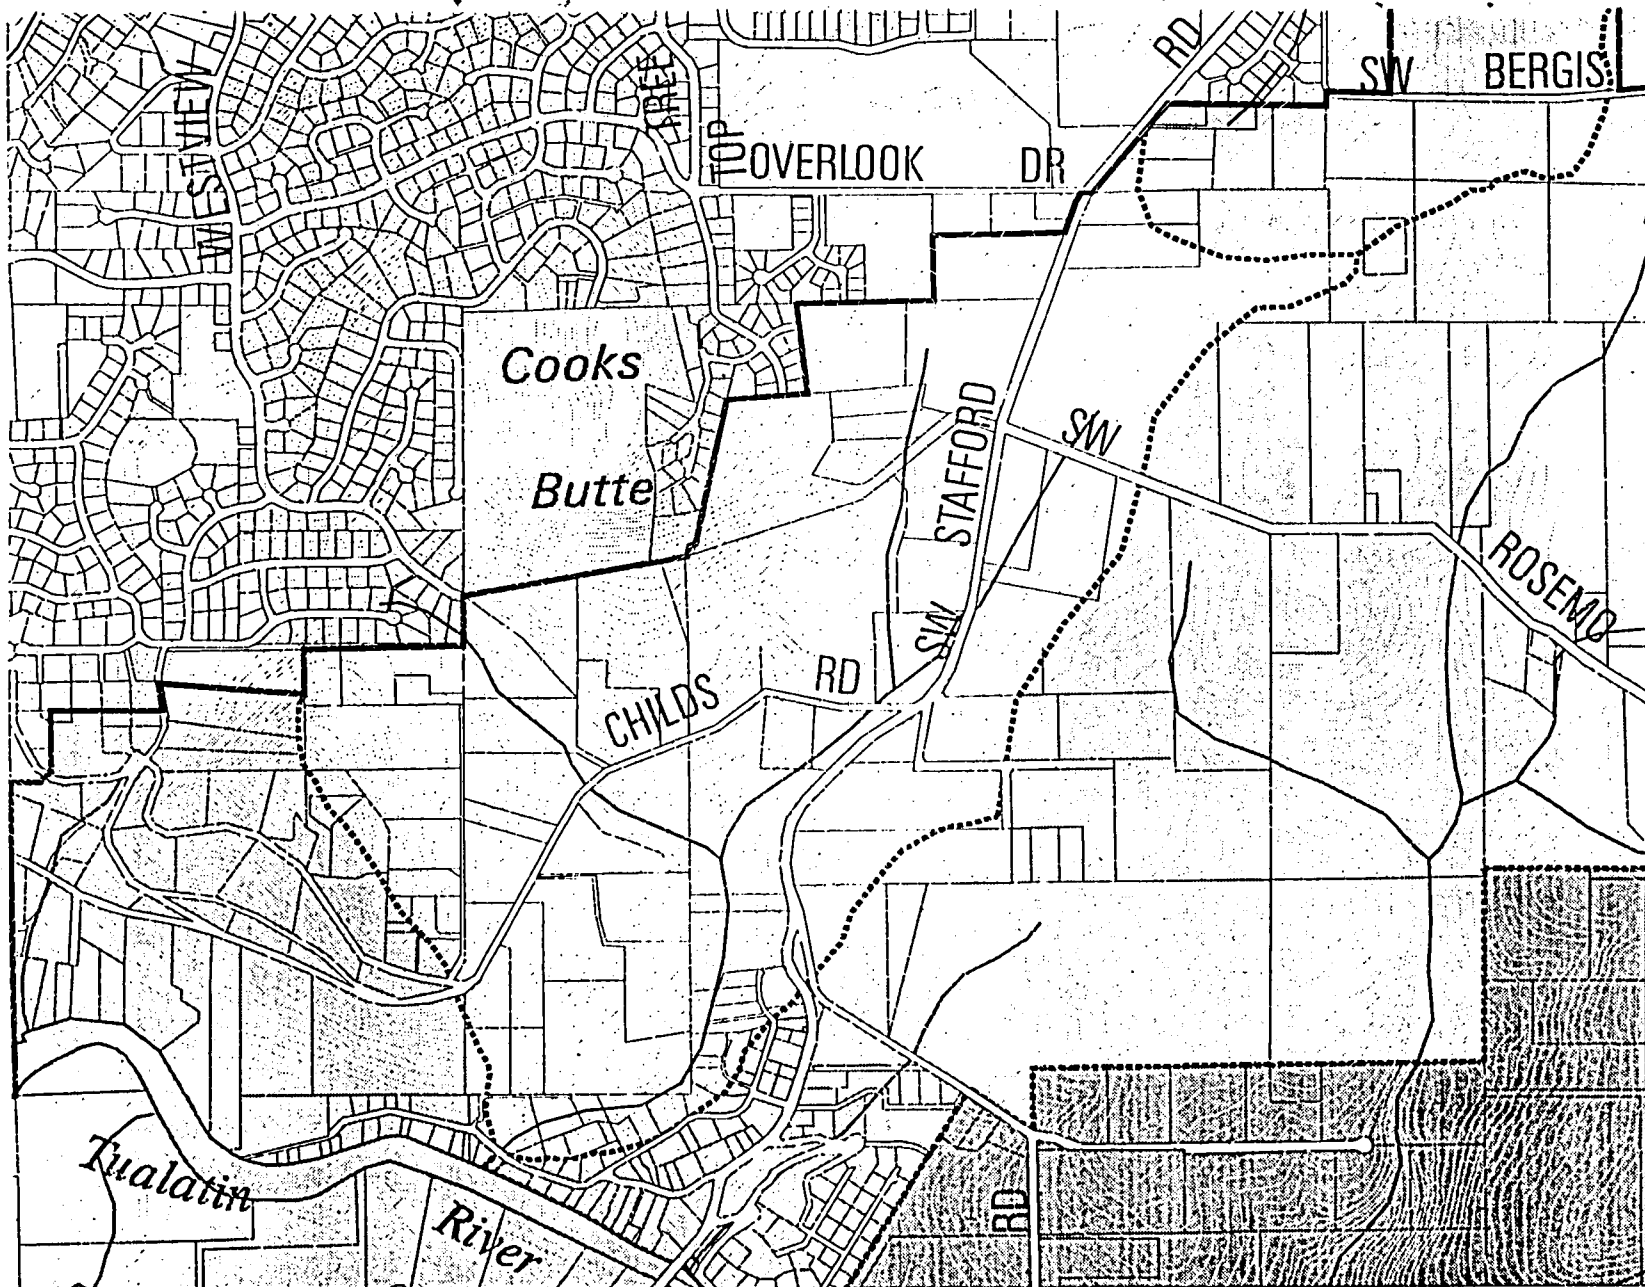 RD
SW BERGIS
WESTVIEW
TREE
TOP
OVERLOOK DR
Cooks
Butte
STAFFORD
SW
SW
ROSEMO
CHILDS RD
Tualatin
River
RD